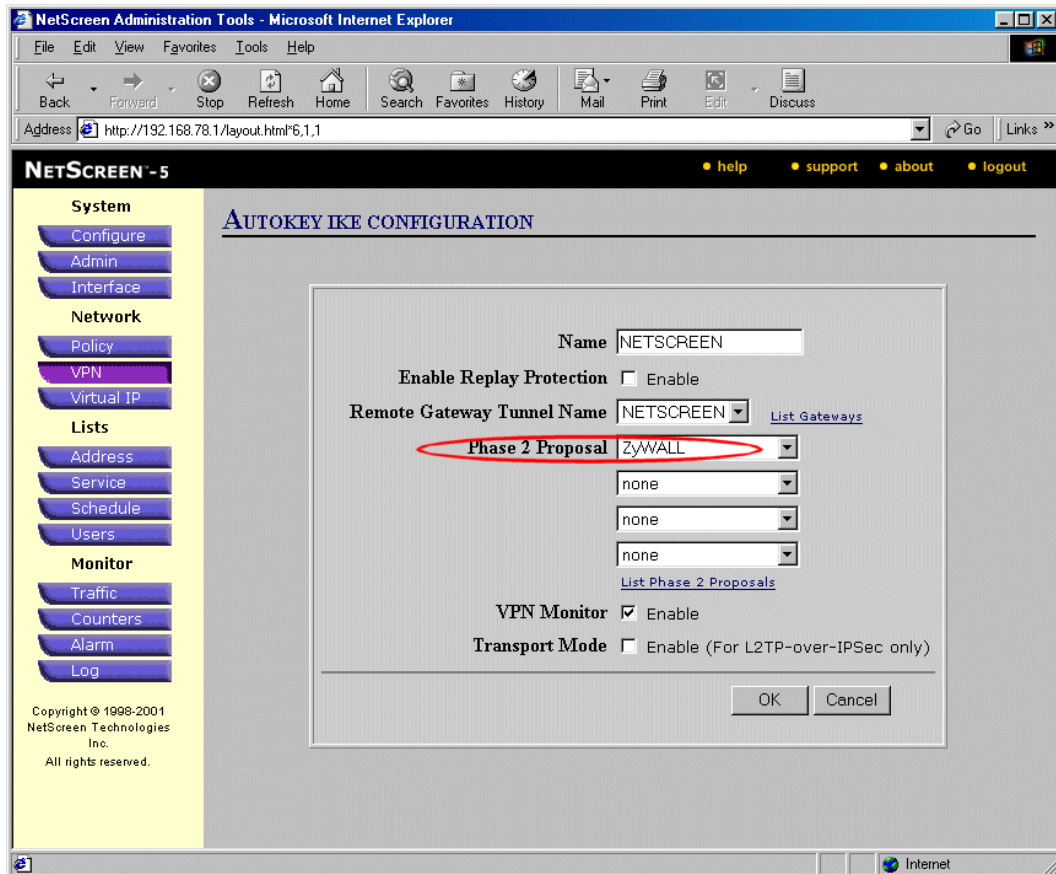 NetScreen Administration Tools - Microsoft Internet Explorer
File Edit View Favorites Tools Help
Back Forward Stop Refresh Home Search Favorites History Mail Print Edit Discuss
Address http://192.168.78.1/layout.html*6,1,1 Go Links »
NETSCREEN™-5 help support about logout
System
Configure
Admin
Interface
Network
Policy
VPN
Virtual IP
Lists
Address
Service
Schedule
Users
Monitor
Traffic
Counters
Alarm
Log
Copyright © 1998-2001
NetScreen Technologies
Inc.
All rights reserved.
AUTOKEY IKE CONFIGURATION
Name NETSCREEN
Enable Replay Protection Enable
Remote Gateway Tunnel Name NETSCREEN List Gateways
Phase 2 Proposal ZyWALL
none
none
none
List Phase 2 Proposals
VPN Monitor Enable
Transport Mode Enable (For L2TP-over-IPSec only)
OK Cancel
Internet